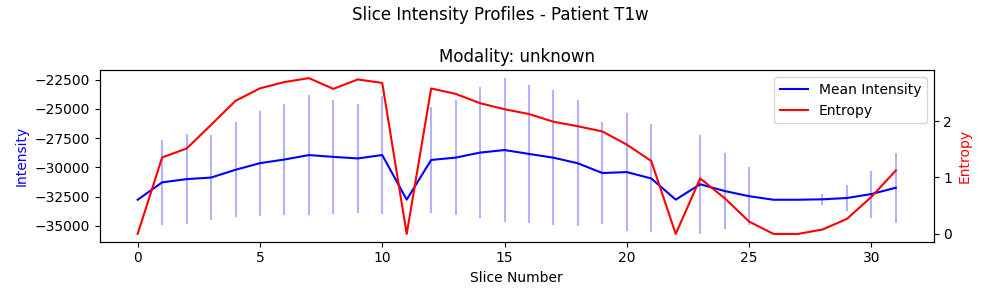 Slice Intensity Profiles - Patient T1w
Modality: unknown
Mean Intensity
Entropy
Intensity
−22500
−25000
−27500
−30000
−32500
−35000
2
1
0
Entropy
0 5 10 15 20 25 30
Slice Number